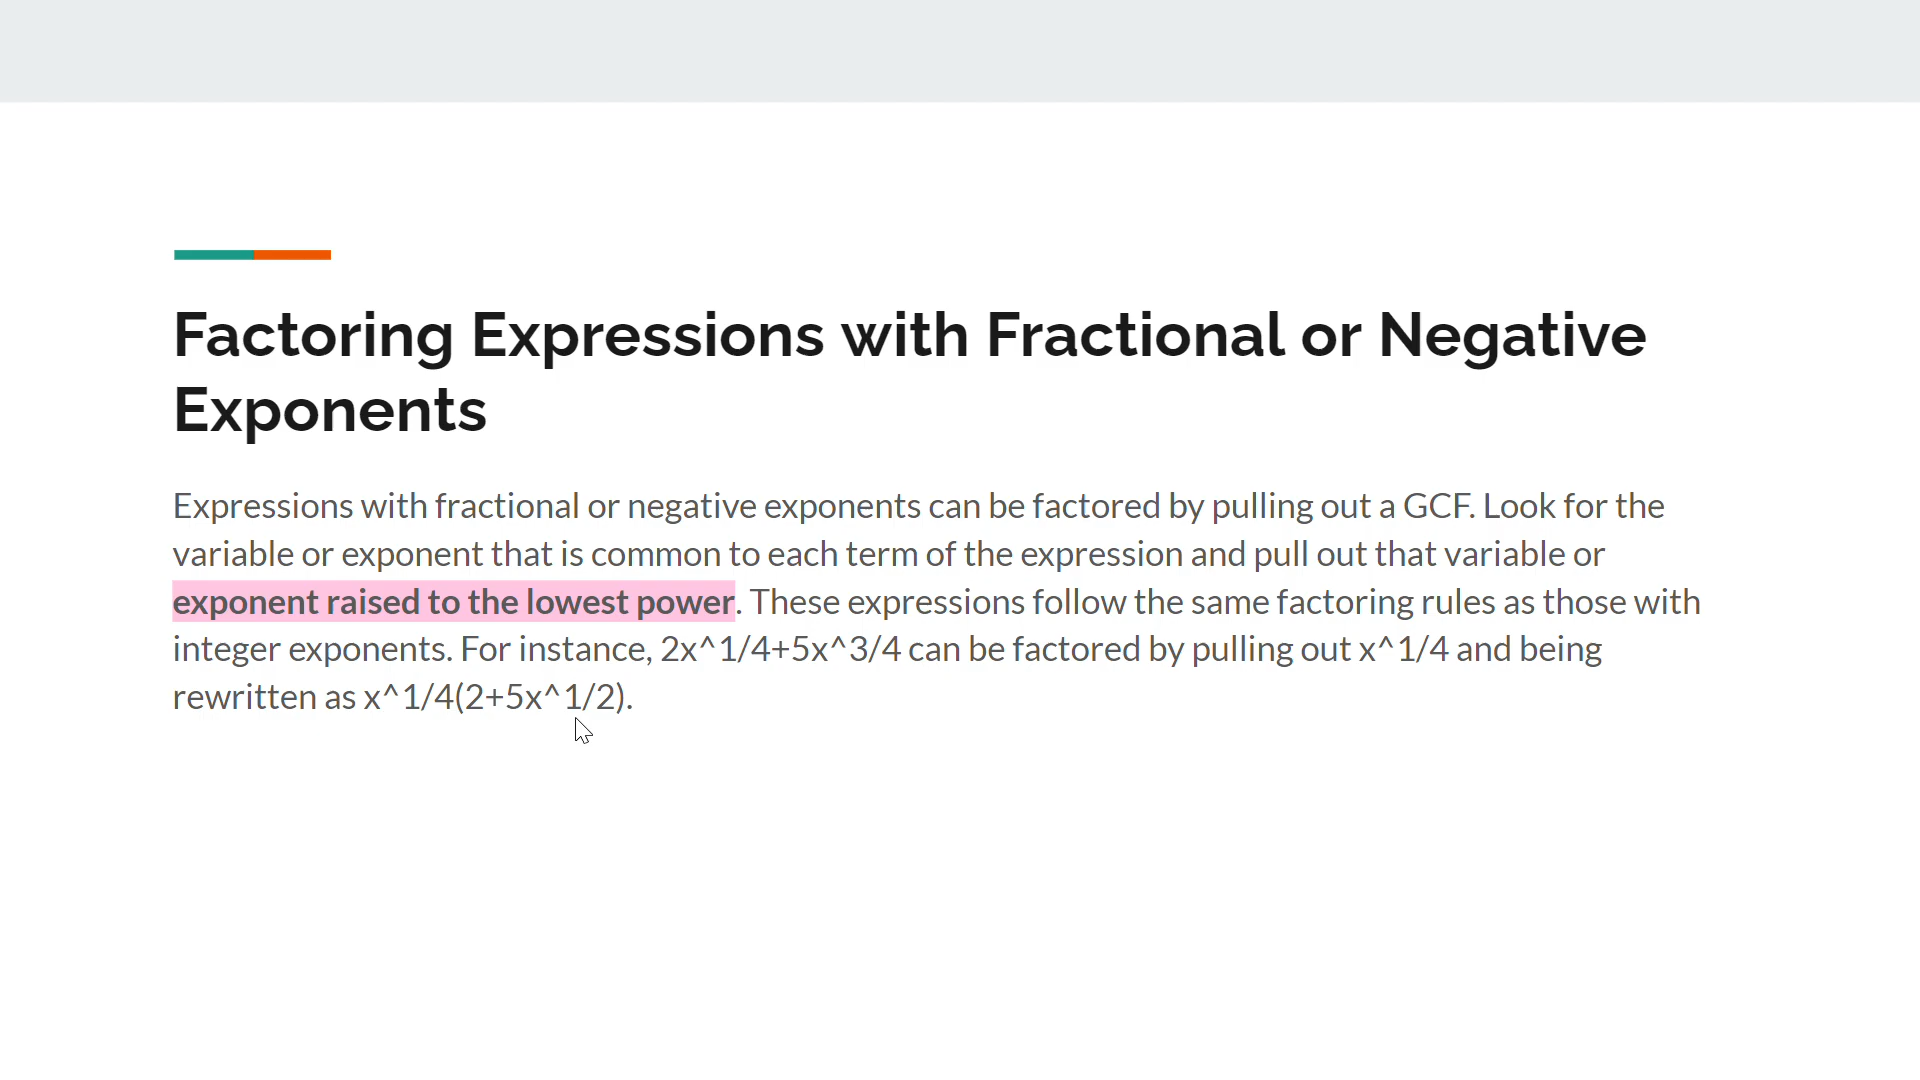 Factoring Expressions with Fractional or Negative
Exponents
Expressions with fractional or negative exponents can be factored by pulling out a GCF. Look for the
variable or exponent that is common to each term of the expression and pull out that variable or
exponent raised to the lowest power. These expressions follow the same factoring rules as those with
integer exponents. For instance, 2x^1/4+5x^3/4 can be factored by pulling out x^1/4 and being
rewritten as x^1/4(2+5x^1/2).